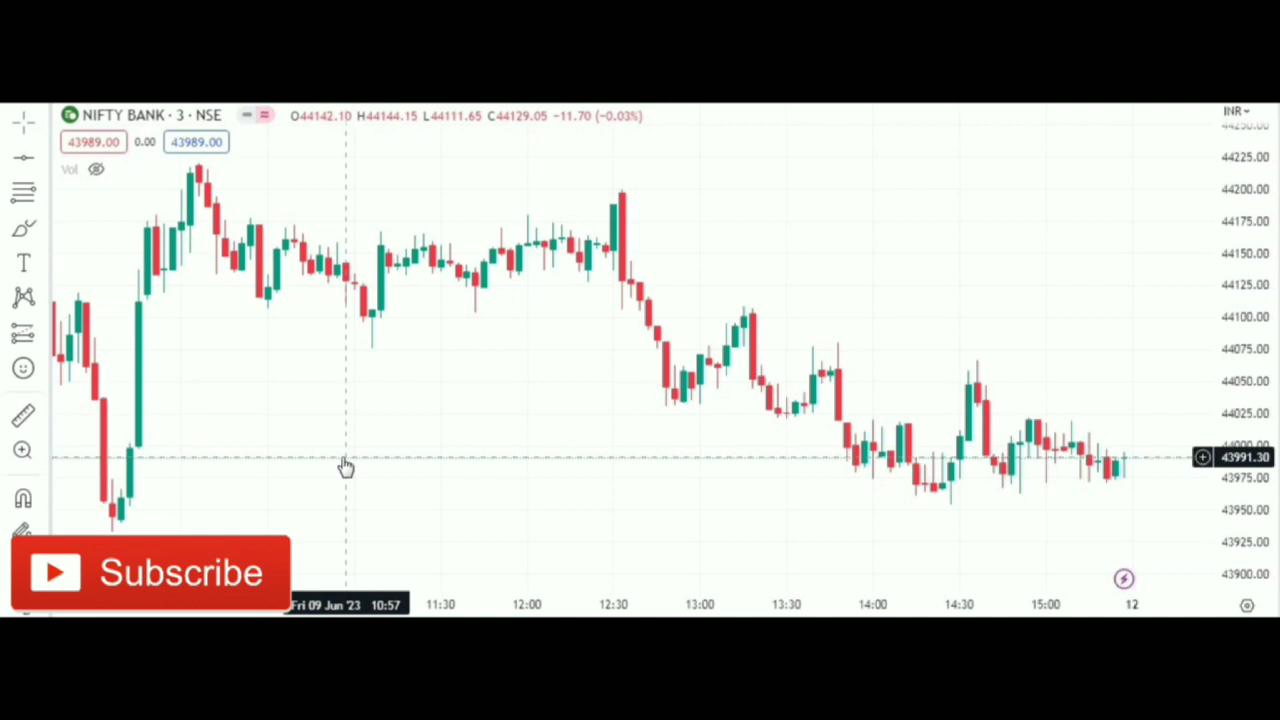 NIFTY BANK · 3 · NSE
O44142.10 H44144.15 L44111.65 C44129.05 −11.70 (−0.03%)
INR
43989.00 0.00 43989.00
Vol
T
44250.00
44225.00
44200.00
44175.00
44150.00
44125.00
44100.00
44075.00
44050.00
44025.00
44000.00
43991.30
43975.00
43950.00
43925.00
43900.00
Subscribe
Fri 09 Jun '23 10:57
11:30 12:00 12:30 13:00 13:30 14:00 14:30 15:00 12